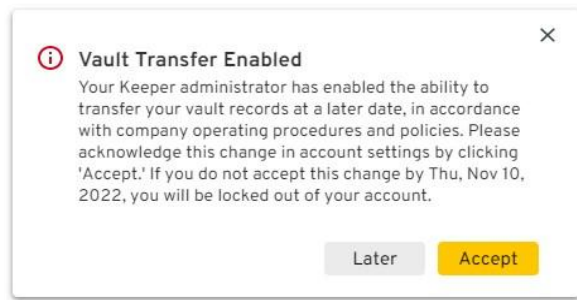 Vault Transfer Enabled
Your Keeper administrator has enabled the ability to
transfer your vault records at a later date, in accordance
with company operating procedures and policies. Please
acknowledge this change in account settings by clicking
'Accept.' If you do not accept this change by Thu, Nov 10,
2022, you will be locked out of your account.
Later
Accept